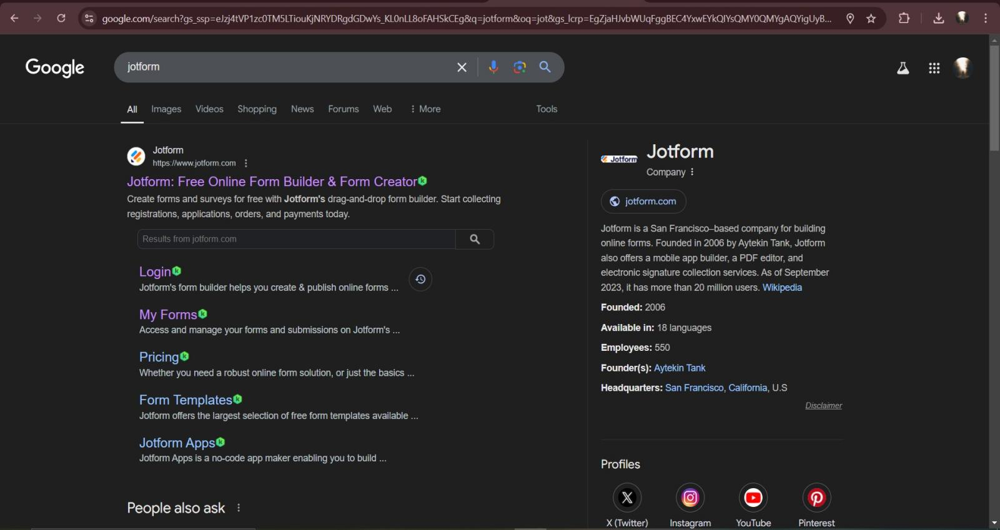 google.com/search?gs_ssp=eJzj4tVP1zc0TM5LTiouKjNRYDRgdGDwYs_KL0nLL8oFAHSkCEg&q=jotform&oq=jot&gs_lcrp=EgZjaHJvbWUqFggBEC4YxwEYkQIYsQMY0QMYgAQYigUyB...
Google
jotform
All Images Videos Shopping News Forums Web More Tools
Jotform
https://www.jotform.com
Jotform: Free Online Form Builder & Form Creator
Create forms and surveys for free with Jotform's drag-and-drop form builder. Start collecting
registrations, applications, orders, and payments today.
Results from jotform.com
Login
Jotform's form builder helps you create & publish online forms ...
My Forms
Access and manage your forms and submissions on Jotform's ...
Pricing
Whether you need a robust online form solution, or just the basics ...
Form Templates
Jotform offers the largest selection of free form templates available ...
Jotform Apps
Jotform Apps is a no-code app maker enabling you to build ...
People also ask
Jotform
Jotform
Company
jotform.com
Jotform is a San Francisco–based company for building
online forms. Founded in 2006 by Aytekin Tank, Jotform
also offers a mobile app builder, a PDF editor, and
electronic signature collection services. As of September
2023, it has more than 20 million users. Wikipedia
Founded: 2006
Available in: 18 languages
Employees: 550
Founder(s): Aytekin Tank
Headquarters: San Francisco, California, U.S
Disclaimer
Profiles
X (Twitter) Instagram YouTube Pinterest